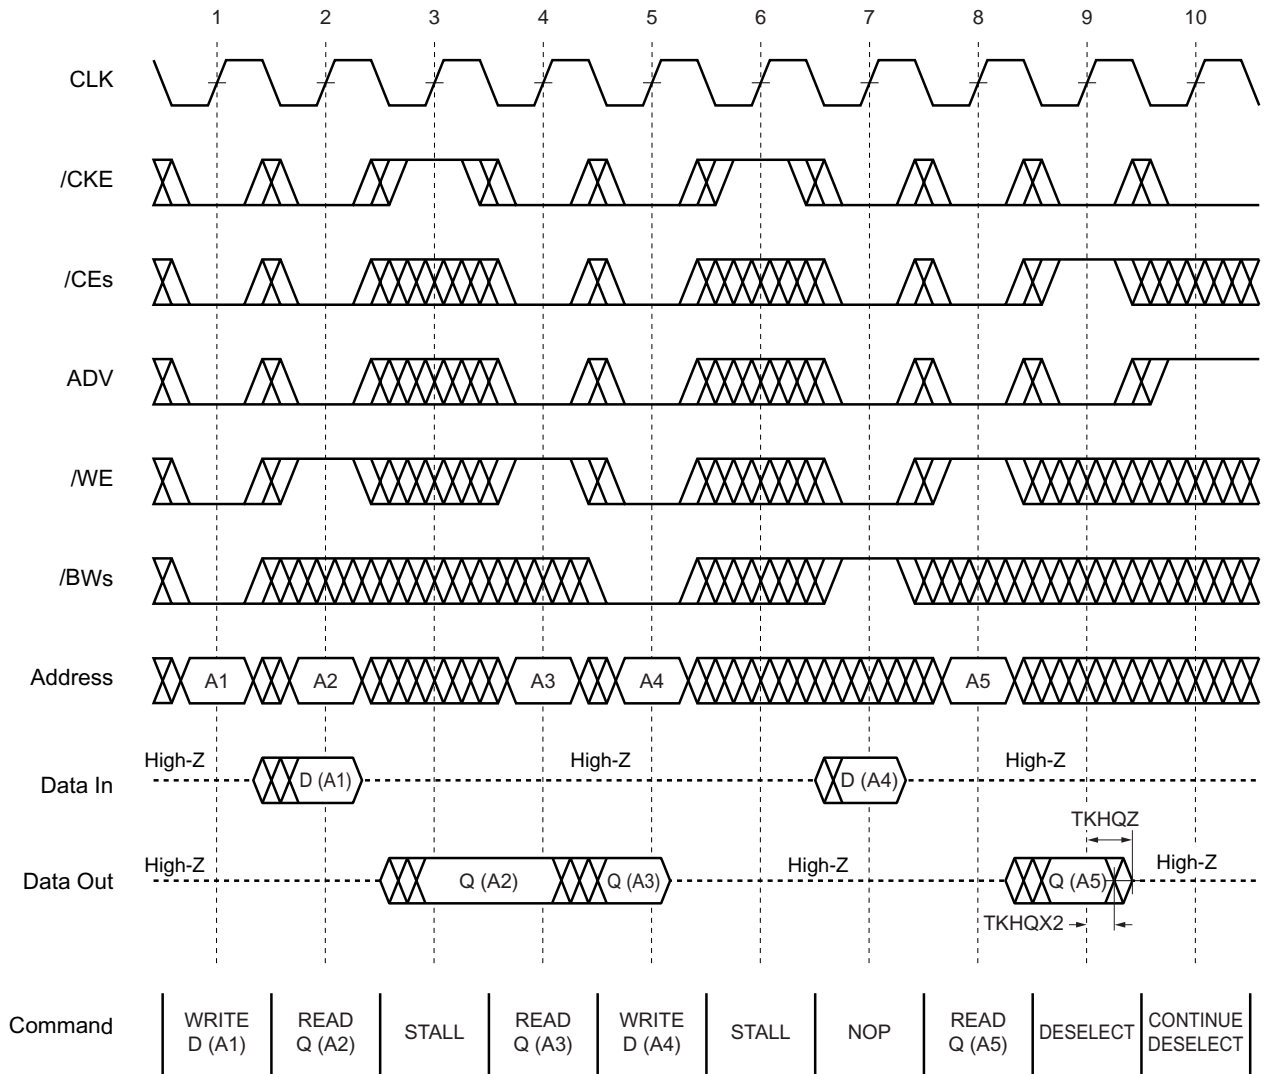 1 2 3 4 5 6 7 8 9 10
CLK
/CKE
/CEs
ADV
/WE
/BWs
Address A1 A2 A3 A4 A5
High-Z High-Z High-Z
Data In D (A1) D (A4)
TKHQZ
High-Z High-Z High-Z
Data Out Q (A2) Q (A3) Q (A5)
TKHQX2
Command
WRITE
D (A1)
READ
Q (A2)
STALL
READ
Q (A3)
WRITE
D (A4)
STALL
NOP
READ
Q (A5)
DESELECT
CONTINUE
DESELECT